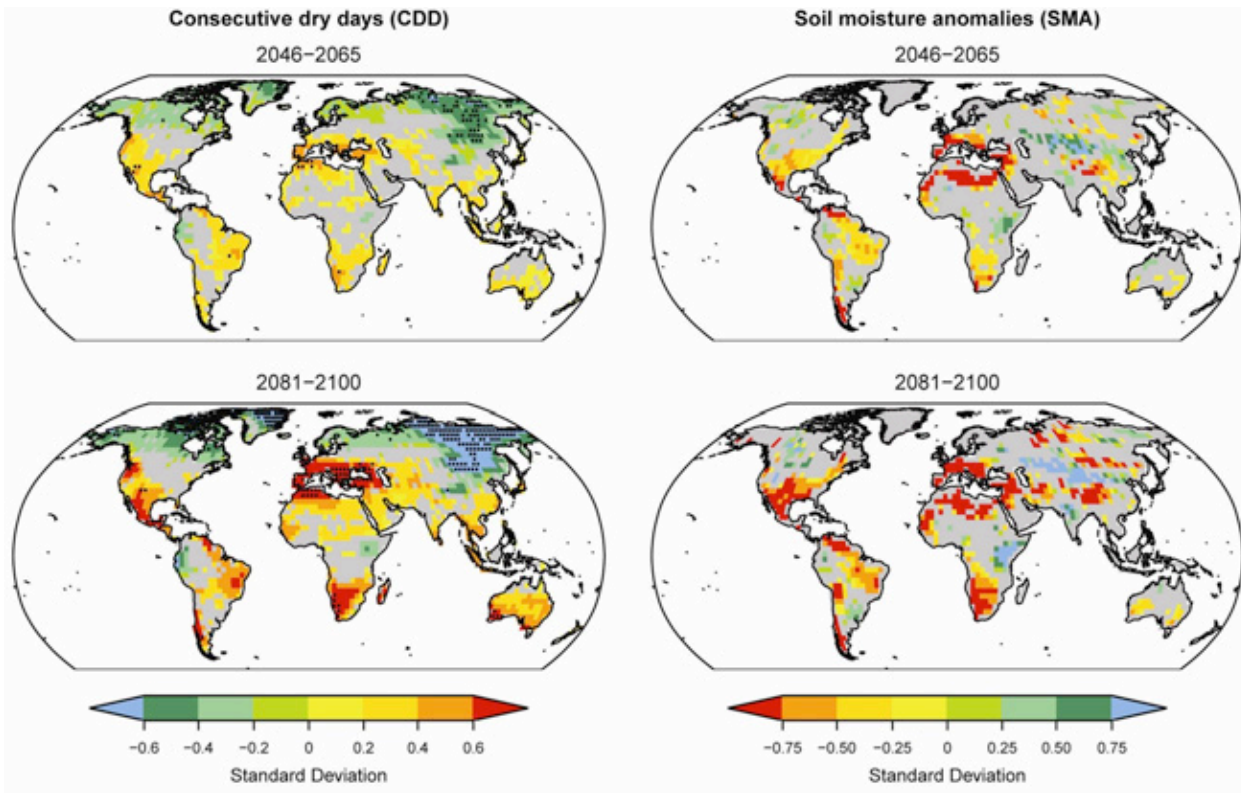 Consecutive dry days (CDD)
Soil moisture anomalies (SMA)
2046−2065
2046−2065
2081−2100
2081−2100
−0.6 −0.4 −0.2 0 0.2 0.4 0.6
Standard Deviation
−0.75 −0.50 −0.25 0 0.25 0.50 0.75
Standard Deviation